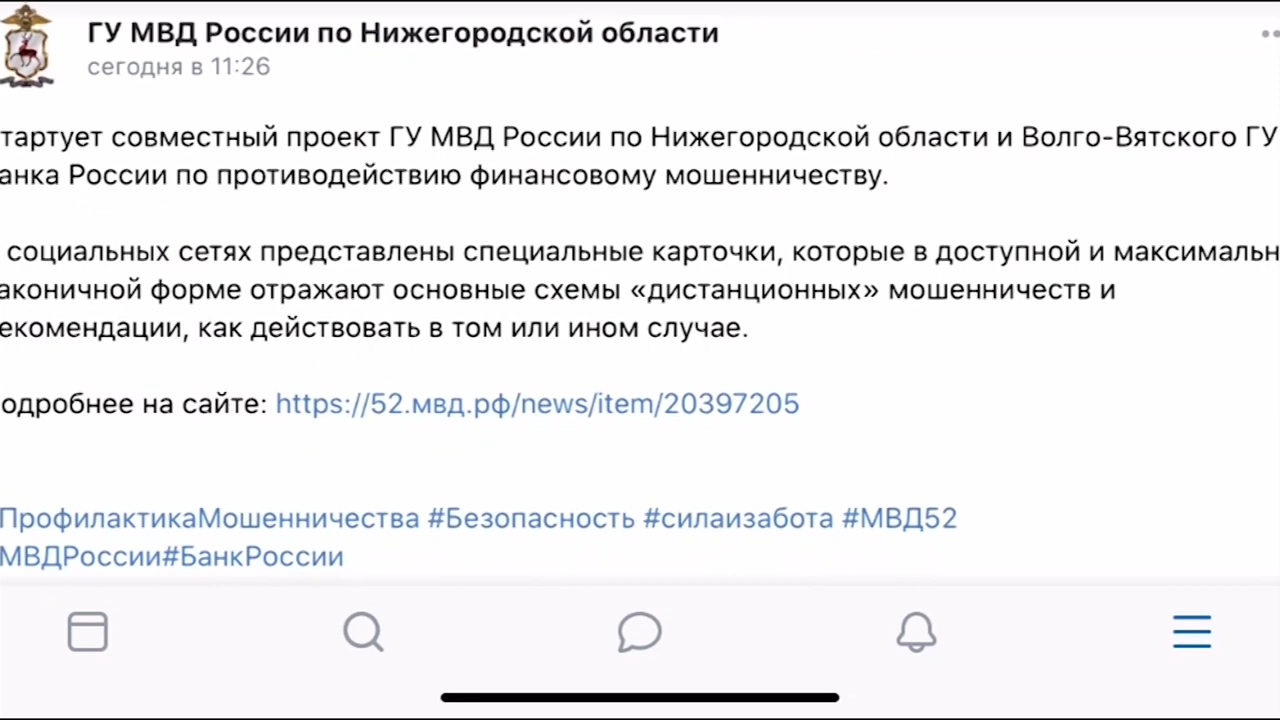 ГУ МВД России по Нижегородской области
сегодня в 11:26
тартует совместный проект ГУ МВД России по Нижегородской области и Волго-Вятского ГУ
анка России по противодействию финансовому мошенничеству.
социальных сетях представлены специальные карточки, которые в доступной и максимальн
аконичной форме отражают основные схемы «дистанционных» мошенничеств и
екомендации, как действовать в том или ином случае.
одробнее на сайте: https://52.мвд.рф/news/item/20397205
ПрофилактикаМошенничества #Безопасность #силаизабота #МВД52
МВДРоссии#БанкРоссии